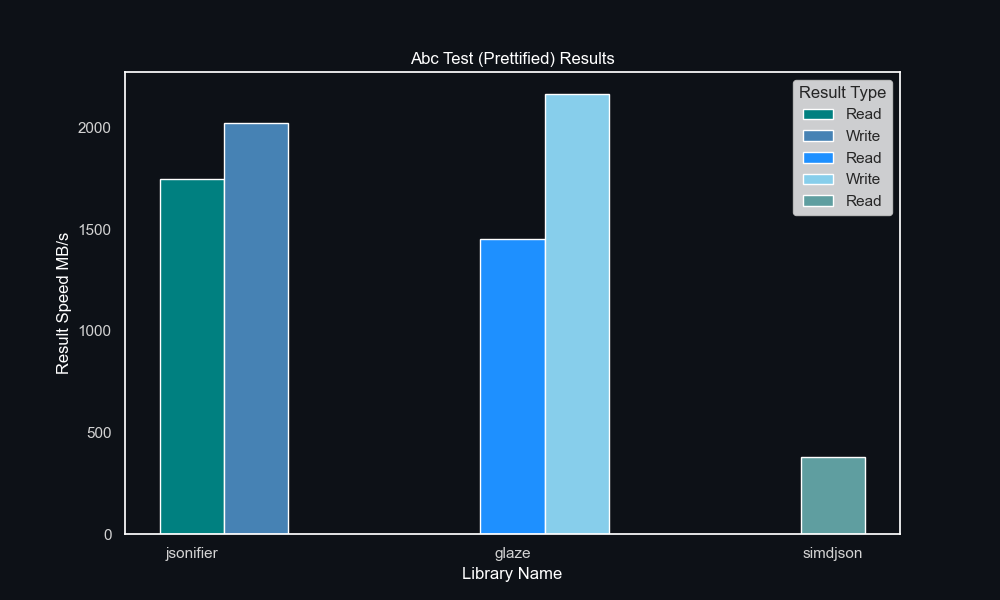 Abc Test (Prettified) Results
Result Type
Read
Write
Read
Write
Read
2000
1500
1000
500
0
Result Speed MB/s
jsonifier
glaze
simdjson
Library Name